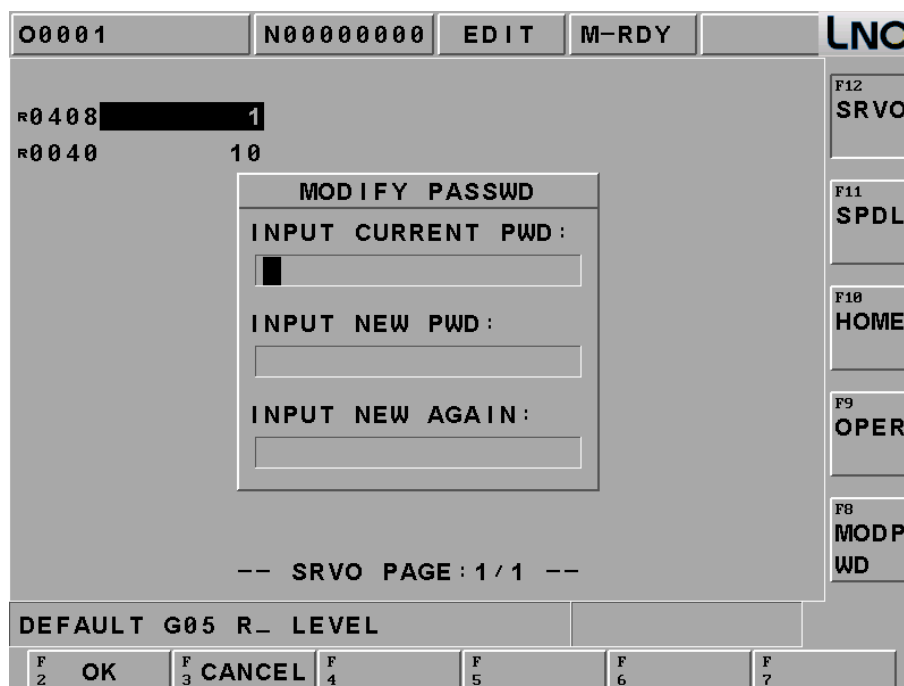 O0001 N00000000 EDIT M-RDY LNC
F12
SRVO
R0408 1
R0040 10
MODIFY PASSWD
F11
SPDL
INPUT CURRENT PWD:
F10
HOME
INPUT NEW PWD:
F9
OPER
INPUT NEW AGAIN:
F8
MODP
WD
-- SRVO PAGE:1/1 --
DEFAULT G05 R_ LEVEL
F2 OK F3 CANCEL F4 F5 F6 F7